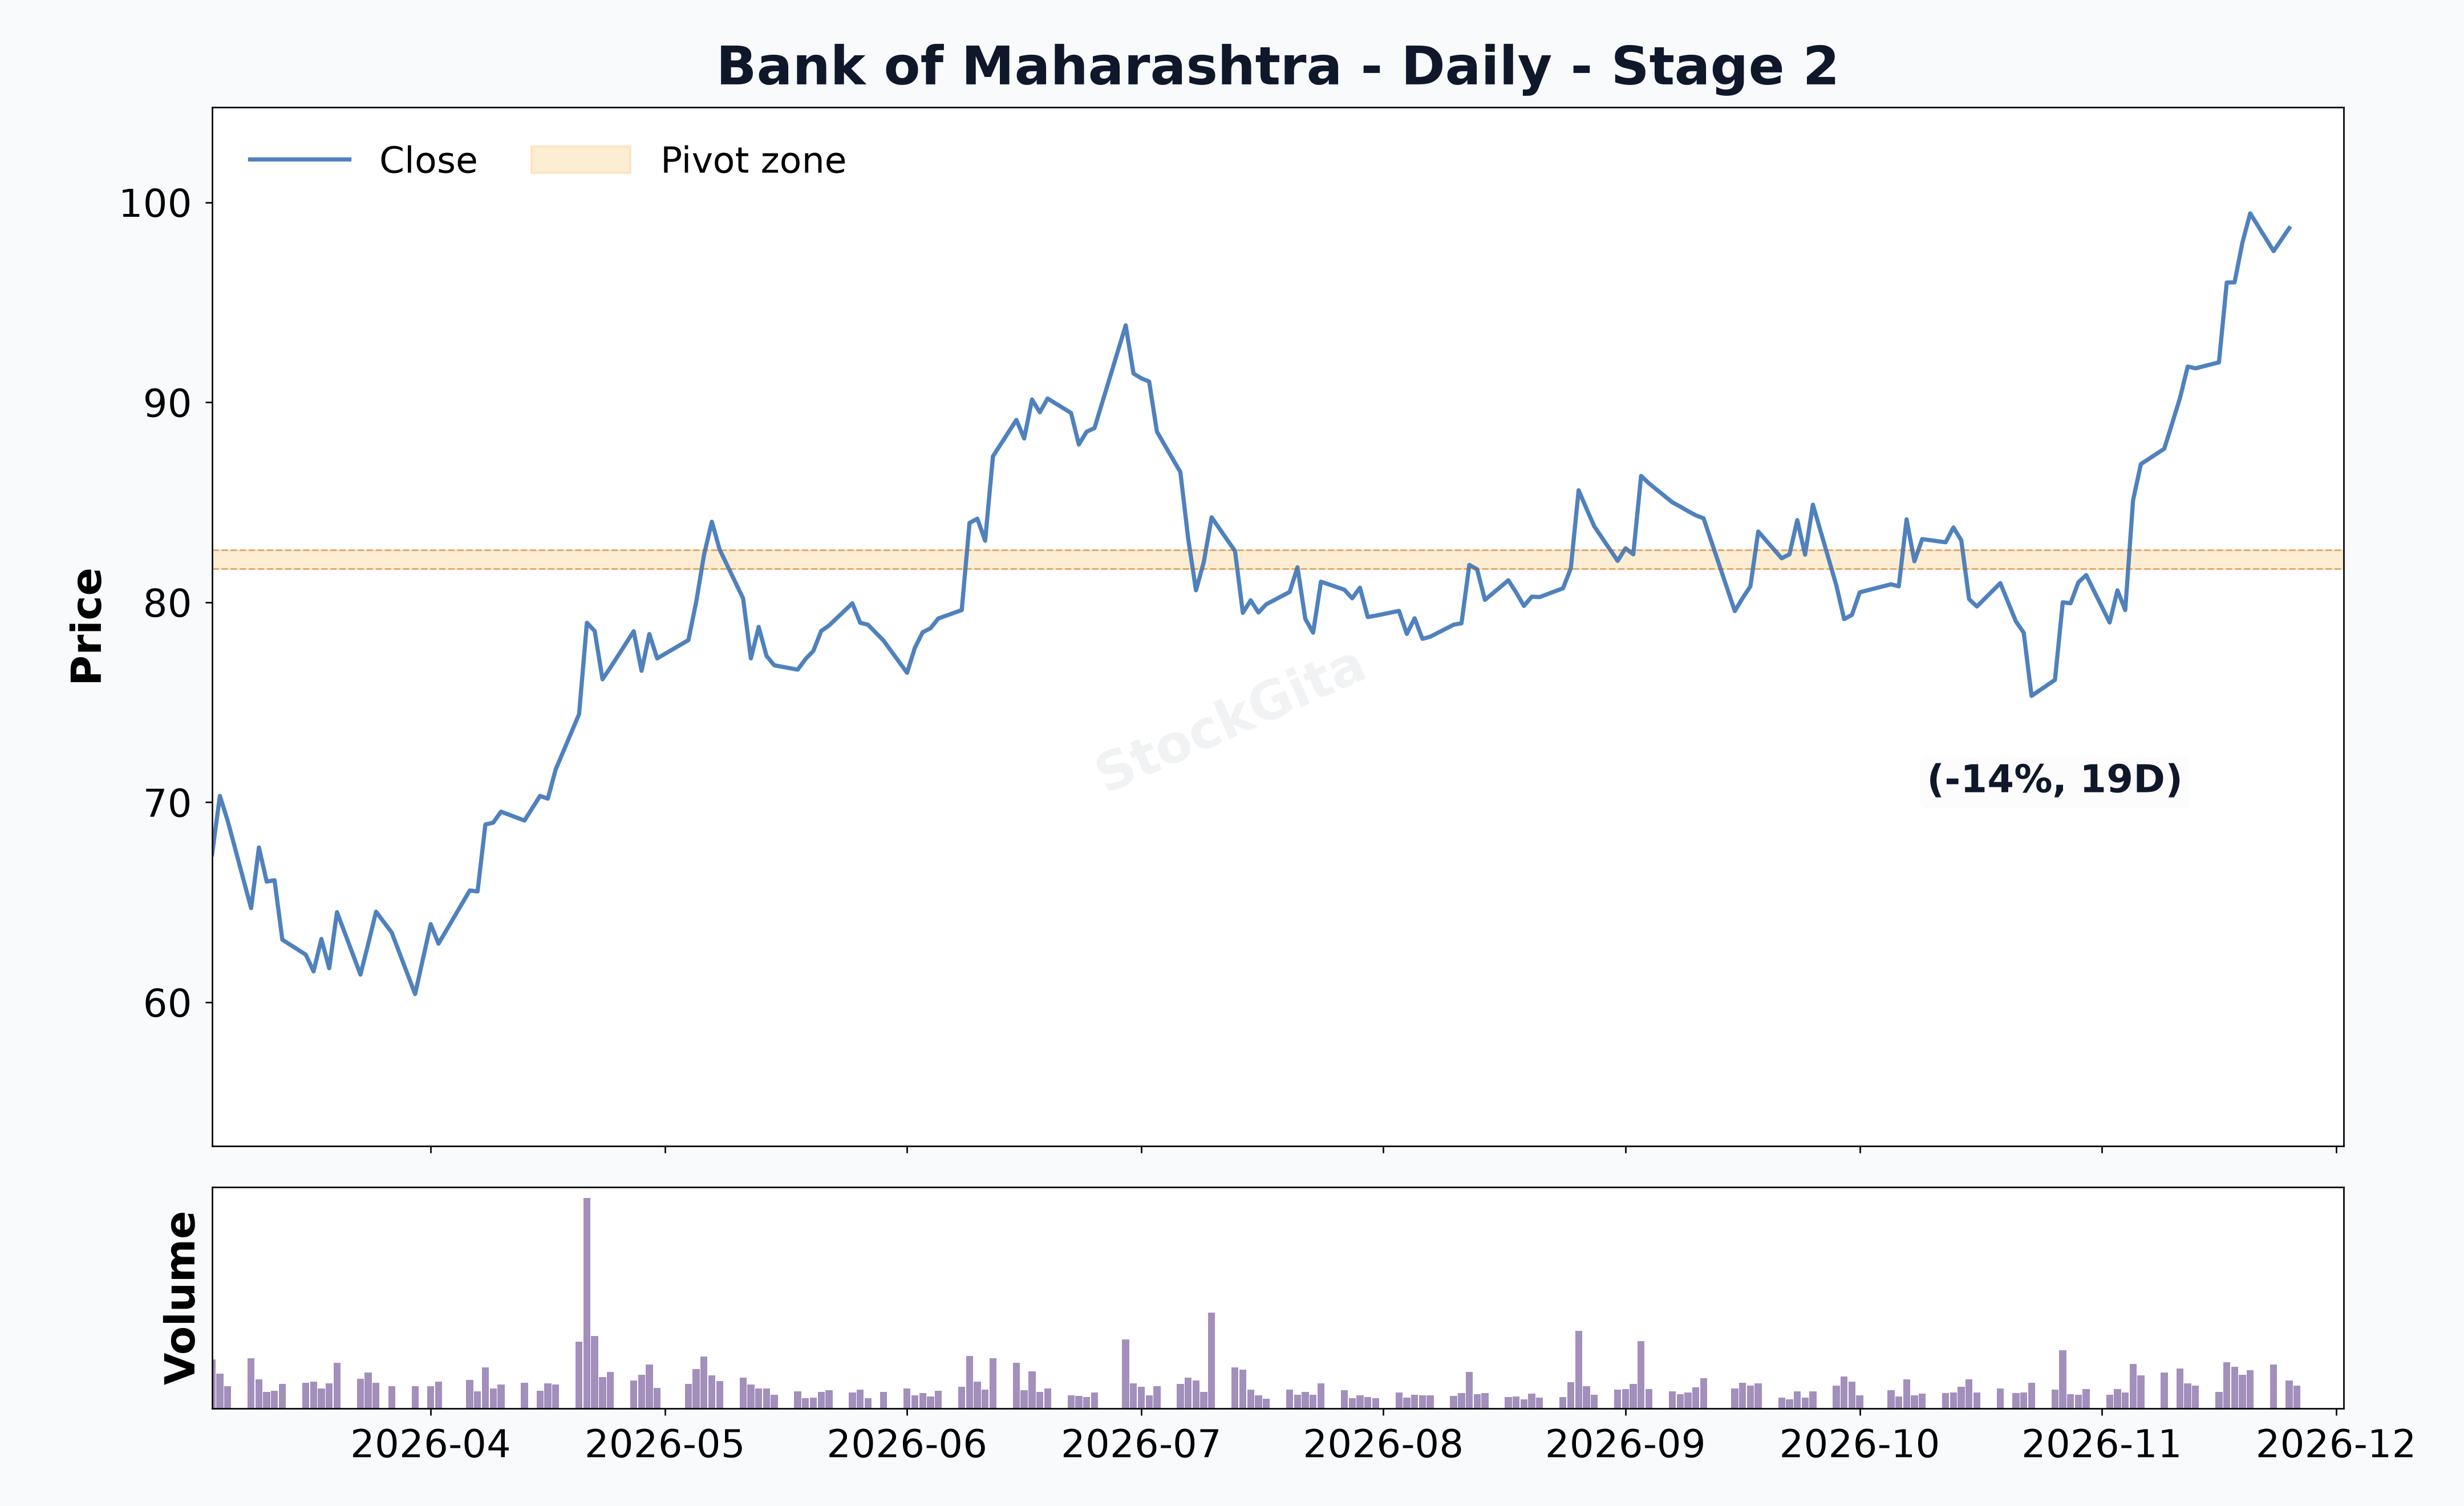 Bank of Maharashtra - Daily - Stage 2
Close Pivot zone
100
90
80
70
60
Price
StockGita
(-14%, 19D)
Volume
2026-04 2026-05 2026-06 2026-07 2026-08 2026-09 2026-10 2026-11 2026-12